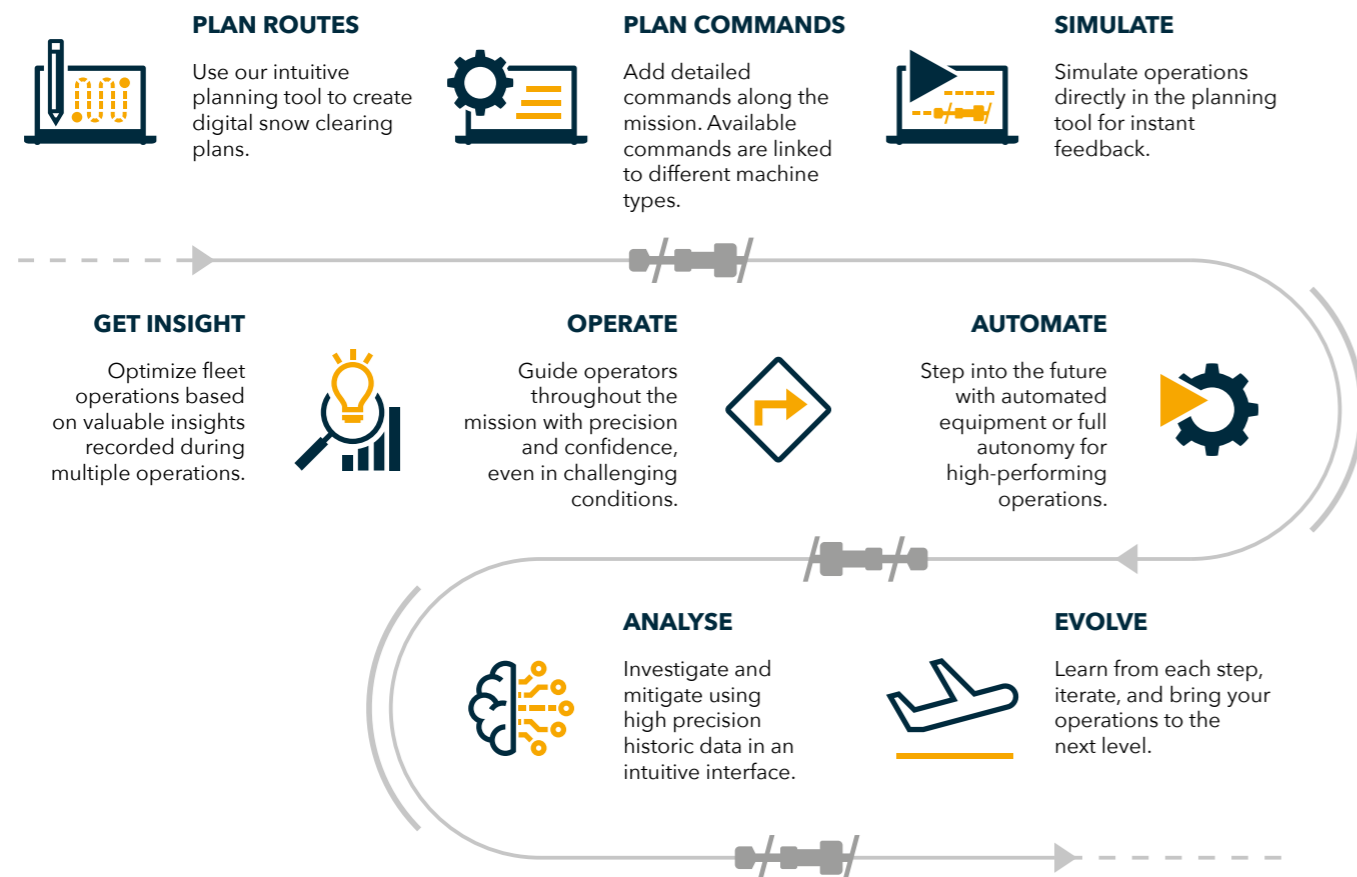 PLAN ROUTES
Use our intuitive
planning tool to create
digital snow clearing
plans.
PLAN COMMANDS
Add detailed
commands along the
mission. Available
commands are linked
to different machine
types.
SIMULATE
Simulate operations
directly in the planning
tool for instant
feedback.
GET INSIGHT
Optimize fleet
operations based
on valuable insights
recorded during
multiple operations.
OPERATE
Guide operators
throughout the
mission with precision
and confidence,
even in challenging
conditions.
AUTOMATE
Step into the future
with automated
equipment or full
autonomy for
high-performing
operations.
ANALYSE
Investigate and
mitigate using
high precision
historic data in an
intuitive interface.
EVOLVE
Learn from each step,
iterate, and bring your
operations to the
next level.